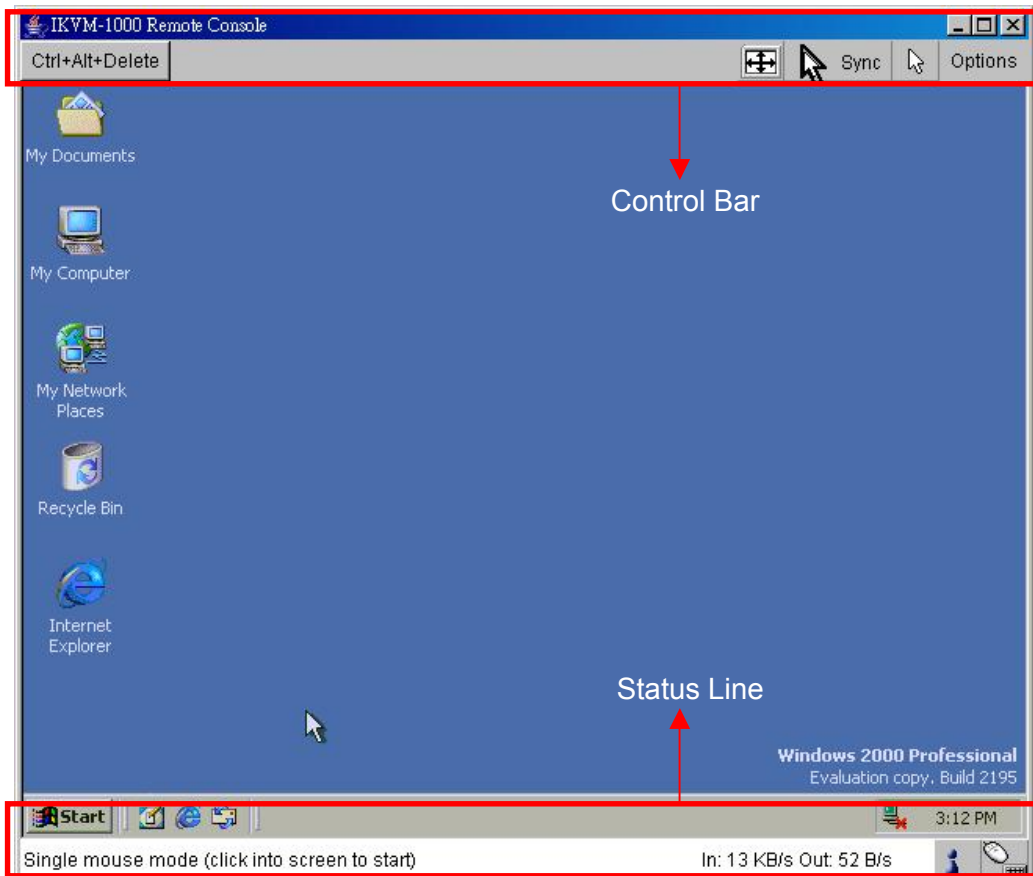 IKVM-1000 Remote Console
Ctrl+Alt+Delete Sync Options
My Documents
Control Bar
My Computer
My Network
Places
Recycle Bin
Internet
Explorer
Status Line
Windows 2000 Professional
Evaluation copy. Build 2195
Start 3:12 PM
Single mouse mode (click into screen to start) In: 13 KB/s Out: 52 B/s